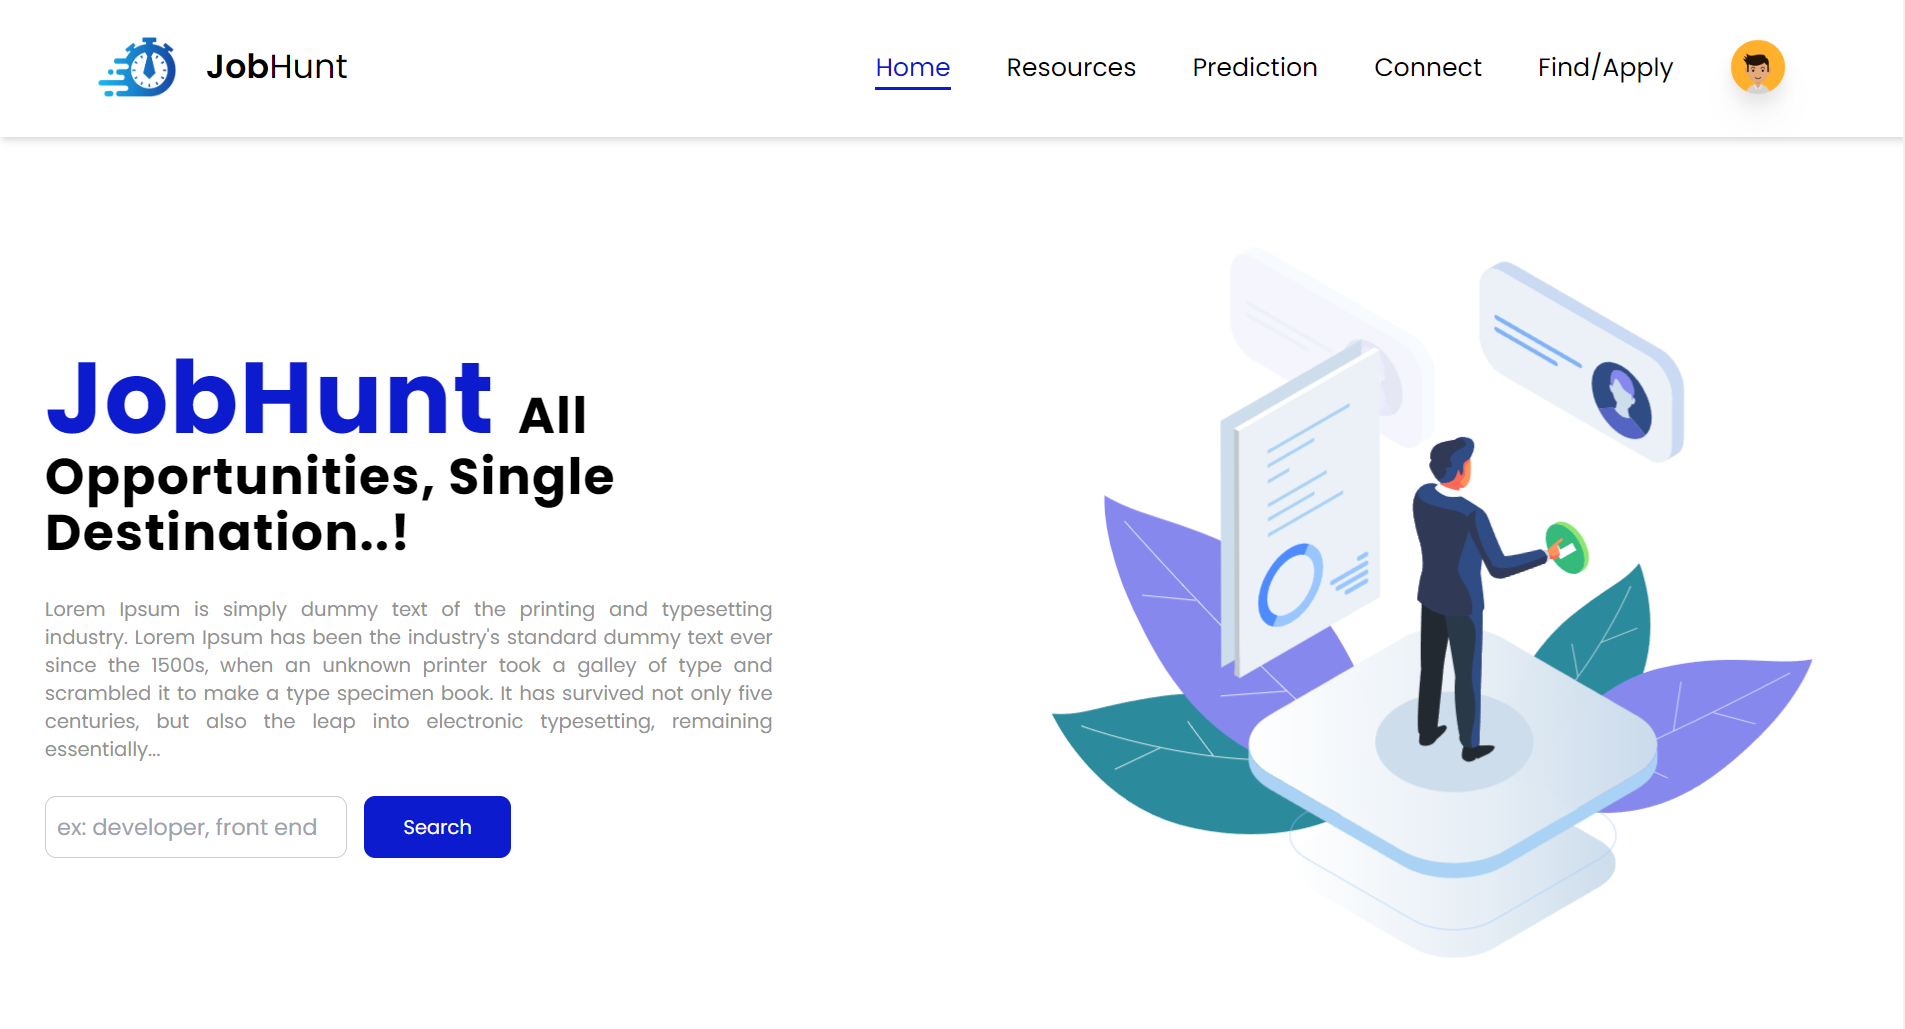 JobHunt
Home Resources Prediction Connect Find/Apply
JobHunt All
Opportunities, Single
Destination..!
Lorem Ipsum is simply dummy text of the printing and typesetting
industry. Lorem Ipsum has been the industry's standard dummy text ever
since the 1500s, when an unknown printer took a galley of type and
scrambled it to make a type specimen book. It has survived not only five
centuries, but also the leap into electronic typesetting, remaining
essentially...
ex: developer, front end
Search